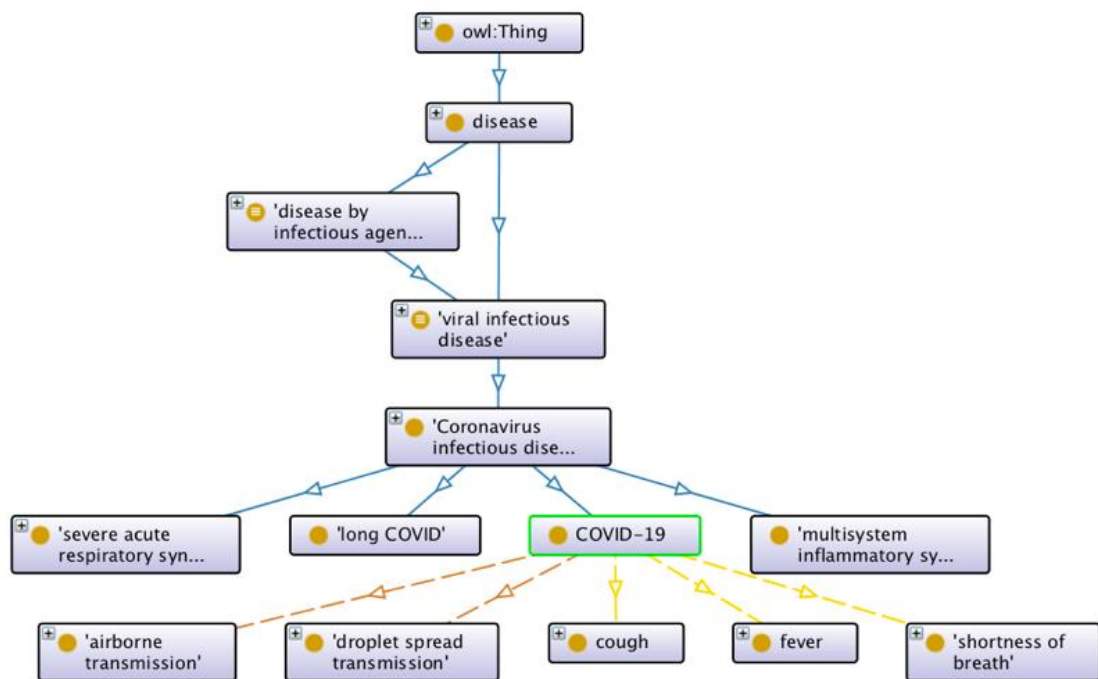 owl:Thing
disease
'disease by
infectious agen...
'viral infectious
disease'
'Coronavirus
infectious dise...
'severe acute
respiratory syn...
'long COVID'
COVID-19
'multisystem
inflammatory sy...
'airborne
transmission'
'droplet spread
transmission'
cough
fever
'shortness of
breath'